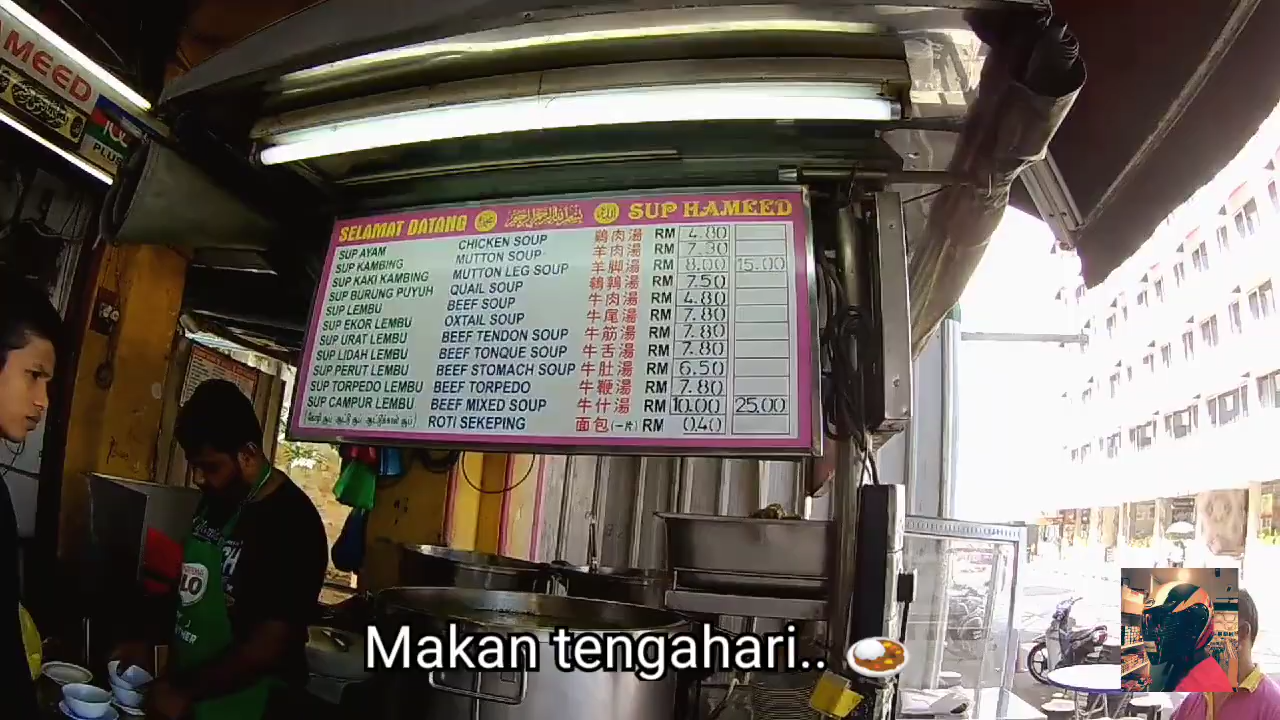 AMEED
PLUS
SELAMAT DATANG SUP HAMEED
SUP AYAM CHICKEN SOUP 鷄肉湯 RM 4.80
SUP KAMBING MUTTON SOUP 羊肉湯 RM 7.30
SUP KAKI KAMBING MUTTON LEG SOUP 羊脚湯 RM 8.00 15.00
SUP BURUNG PUYUH QUAIL SOUP 鵪鶉湯 RM 7.50
SUP LEMBU BEEF SOUP 牛肉湯 RM 4.80
SUP EKOR LEMBU OXTAIL SOUP 牛尾湯 RM 7.80
SUP URAT LEMBU BEEF TENDON SOUP 牛筋湯 RM 7.80
SUP LIDAH LEMBU BEEF TONQUE SOUP 牛舌湯 RM 7.80
SUP PERUT LEMBU BEEF STOMACH SOUP 牛肚湯 RM 6.50
SUP TORPEDO LEMBU BEEF TORPEDO 牛鞭湯 RM 7.80
SUP CAMPUR LEMBU BEEF MIXED SOUP 牛什湯 RM 10.00 25.00
ROTI SEKEPING 面包(一片) RM 0.40
Makan tengahari..